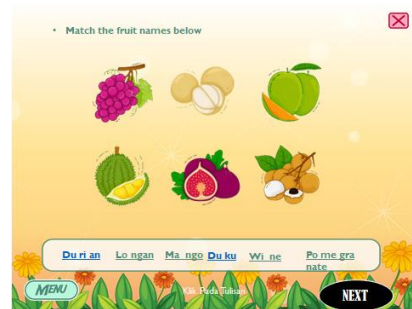 • Match the fruit names below
Du ri an Lo ngan Ma ngo Du ku Wi ne Po me gra
nate
MENU Klik Pada Tulisan NEXT